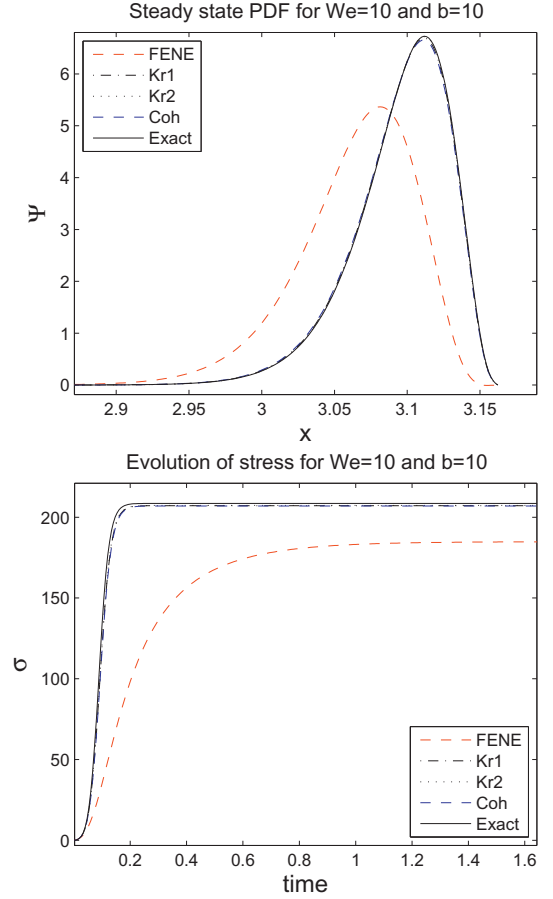 Steady state PDF for We=10 and b=10
FENE
Kr1
Kr2
Coh
Exact
6
5
4
3
2
1
0
Ψ
2.9 2.95 3 3.05 3.1 3.15
x
Evolution of stress for We=10 and b=10
200
150
100
50
0
σ
FENE
Kr1
Kr2
Coh
Exact
0.2 0.4 0.6 0.8 1 1.2 1.4 1.6
time